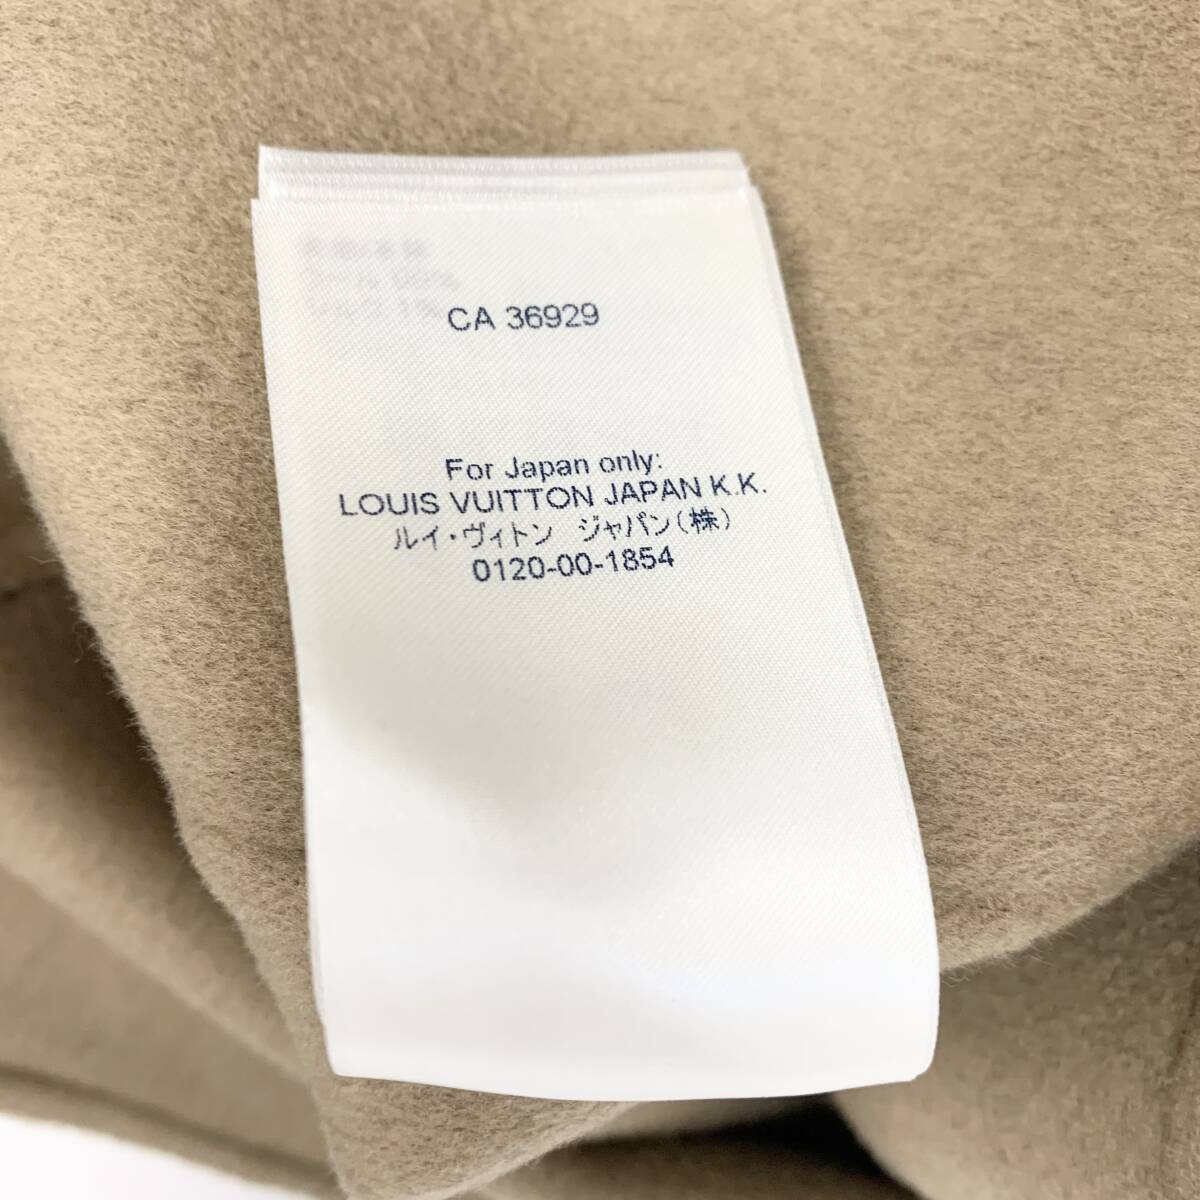 CA 36929
For Japan only:
LOUIS VUITTON JAPAN K.K.
ルイ・ヴィトン ジャパン(株)
0120-00-1854